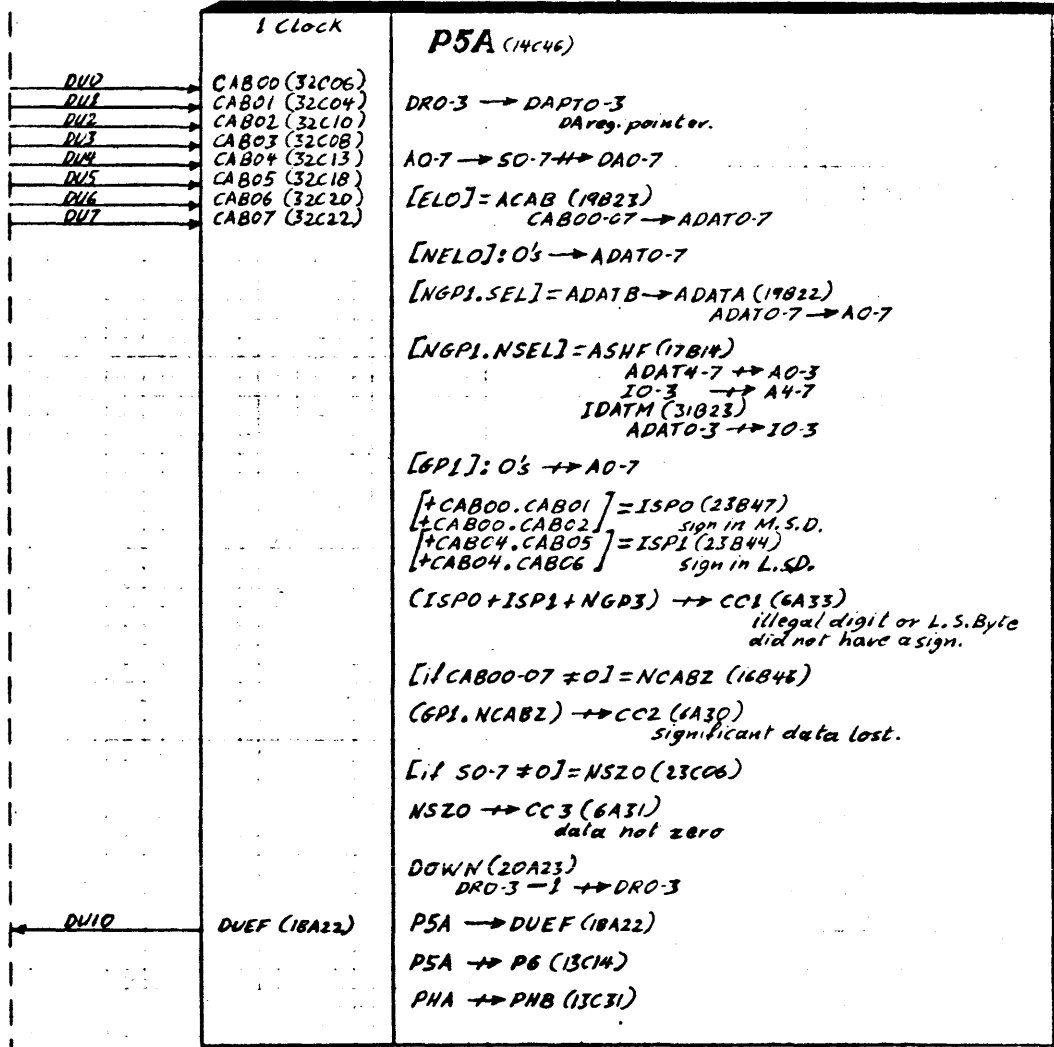 1 Clock
P5A (14C46)
DU0 CAB00 (32C06)
DU1 CAB01 (32C04)
DU2 CAB02 (32C10)
DU3 CAB03 (32C08)
DU4 CAB04 (32C13)
DU5 CAB05 (32C18)
DU6 CAB06 (32C20)
DU7 CAB07 (32C22)
DR0-3 → DAPT0-3
DA reg. pointer.
A0-7 → S0-7 ⇸ DA0-7
[ELO] = ACAB (19B23)
CAB00-07 → ADAT0-7
[NELO]: O's → ADAT0-7
[NGP1.SEL] = ADATB → ADATA (19B22)
ADAT0-7 → A0-7
[NGP1.NSEL] = ASHF (17B14)
ADAT4-7 ⇸ A0-3
I0-3 ⇸ A4-7
IDATM (31B23)
ADAT0-3 ⇸ I0-3
[GP1]: O's ⇸ A0-7
[+CAB00.CAB01] = ISP0 (23B47)
[+CAB00.CAB02] sign in M.S.D.
[+CAB04.CAB05] = ISP1 (23B44)
[+CAB04.CAB06] sign in L.S.D.
(ISP0+ISP1+NGP3) ⇸ CC1 (6A33)
illegal digit or L.S.Byte
did not have a sign.
[if CAB00-07 ≠ 0] = NCABZ (16B48)
(GP1.NCABZ) ⇸ CC2 (6A30)
significant data lost.
[if S0-7 ≠ 0] = NSZ0 (23C06)
NSZ0 ⇸ CC3 (6A31)
data not zero
DOWN (20A23)
DR0-3 - 1 ⇸ DR0-3
DU10 DUEF (18A22) P5A → DUEF (18A22)
P5A ⇸ P6 (13C14)
PHA ⇸ PHB (13C31)